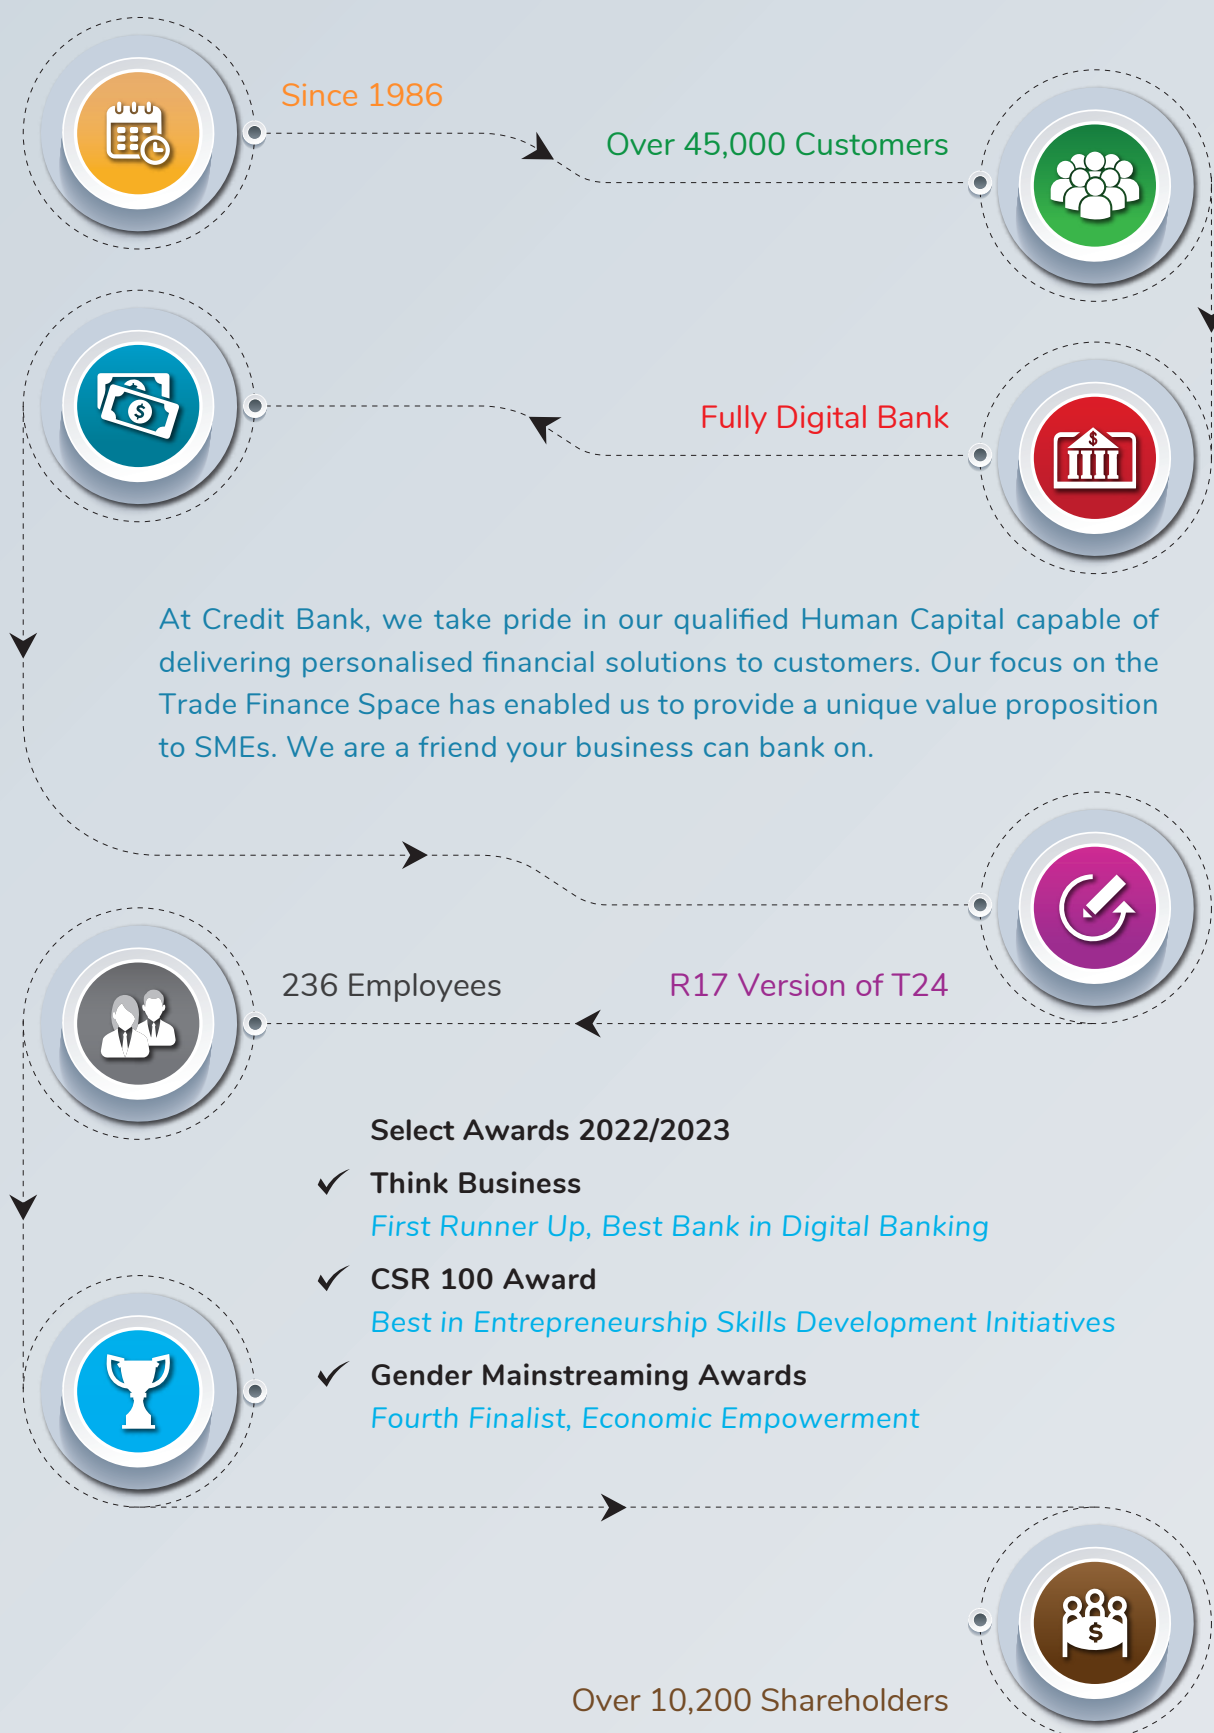 Since 1986
Over 45,000 Customers
Fully Digital Bank
At Credit Bank, we take pride in our qualified Human Capital capable of
delivering personalised financial solutions to customers. Our focus on the
Trade Finance Space has enabled us to provide a unique value proposition
to SMEs. We are a friend your business can bank on.
236 Employees
R17 Version of T24
Select Awards 2022/2023
Think Business
First Runner Up, Best Bank in Digital Banking
CSR 100 Award
Best in Entrepreneurship Skills Development Initiatives
Gender Mainstreaming Awards
Fourth Finalist, Economic Empowerment
Over 10,200 Shareholders